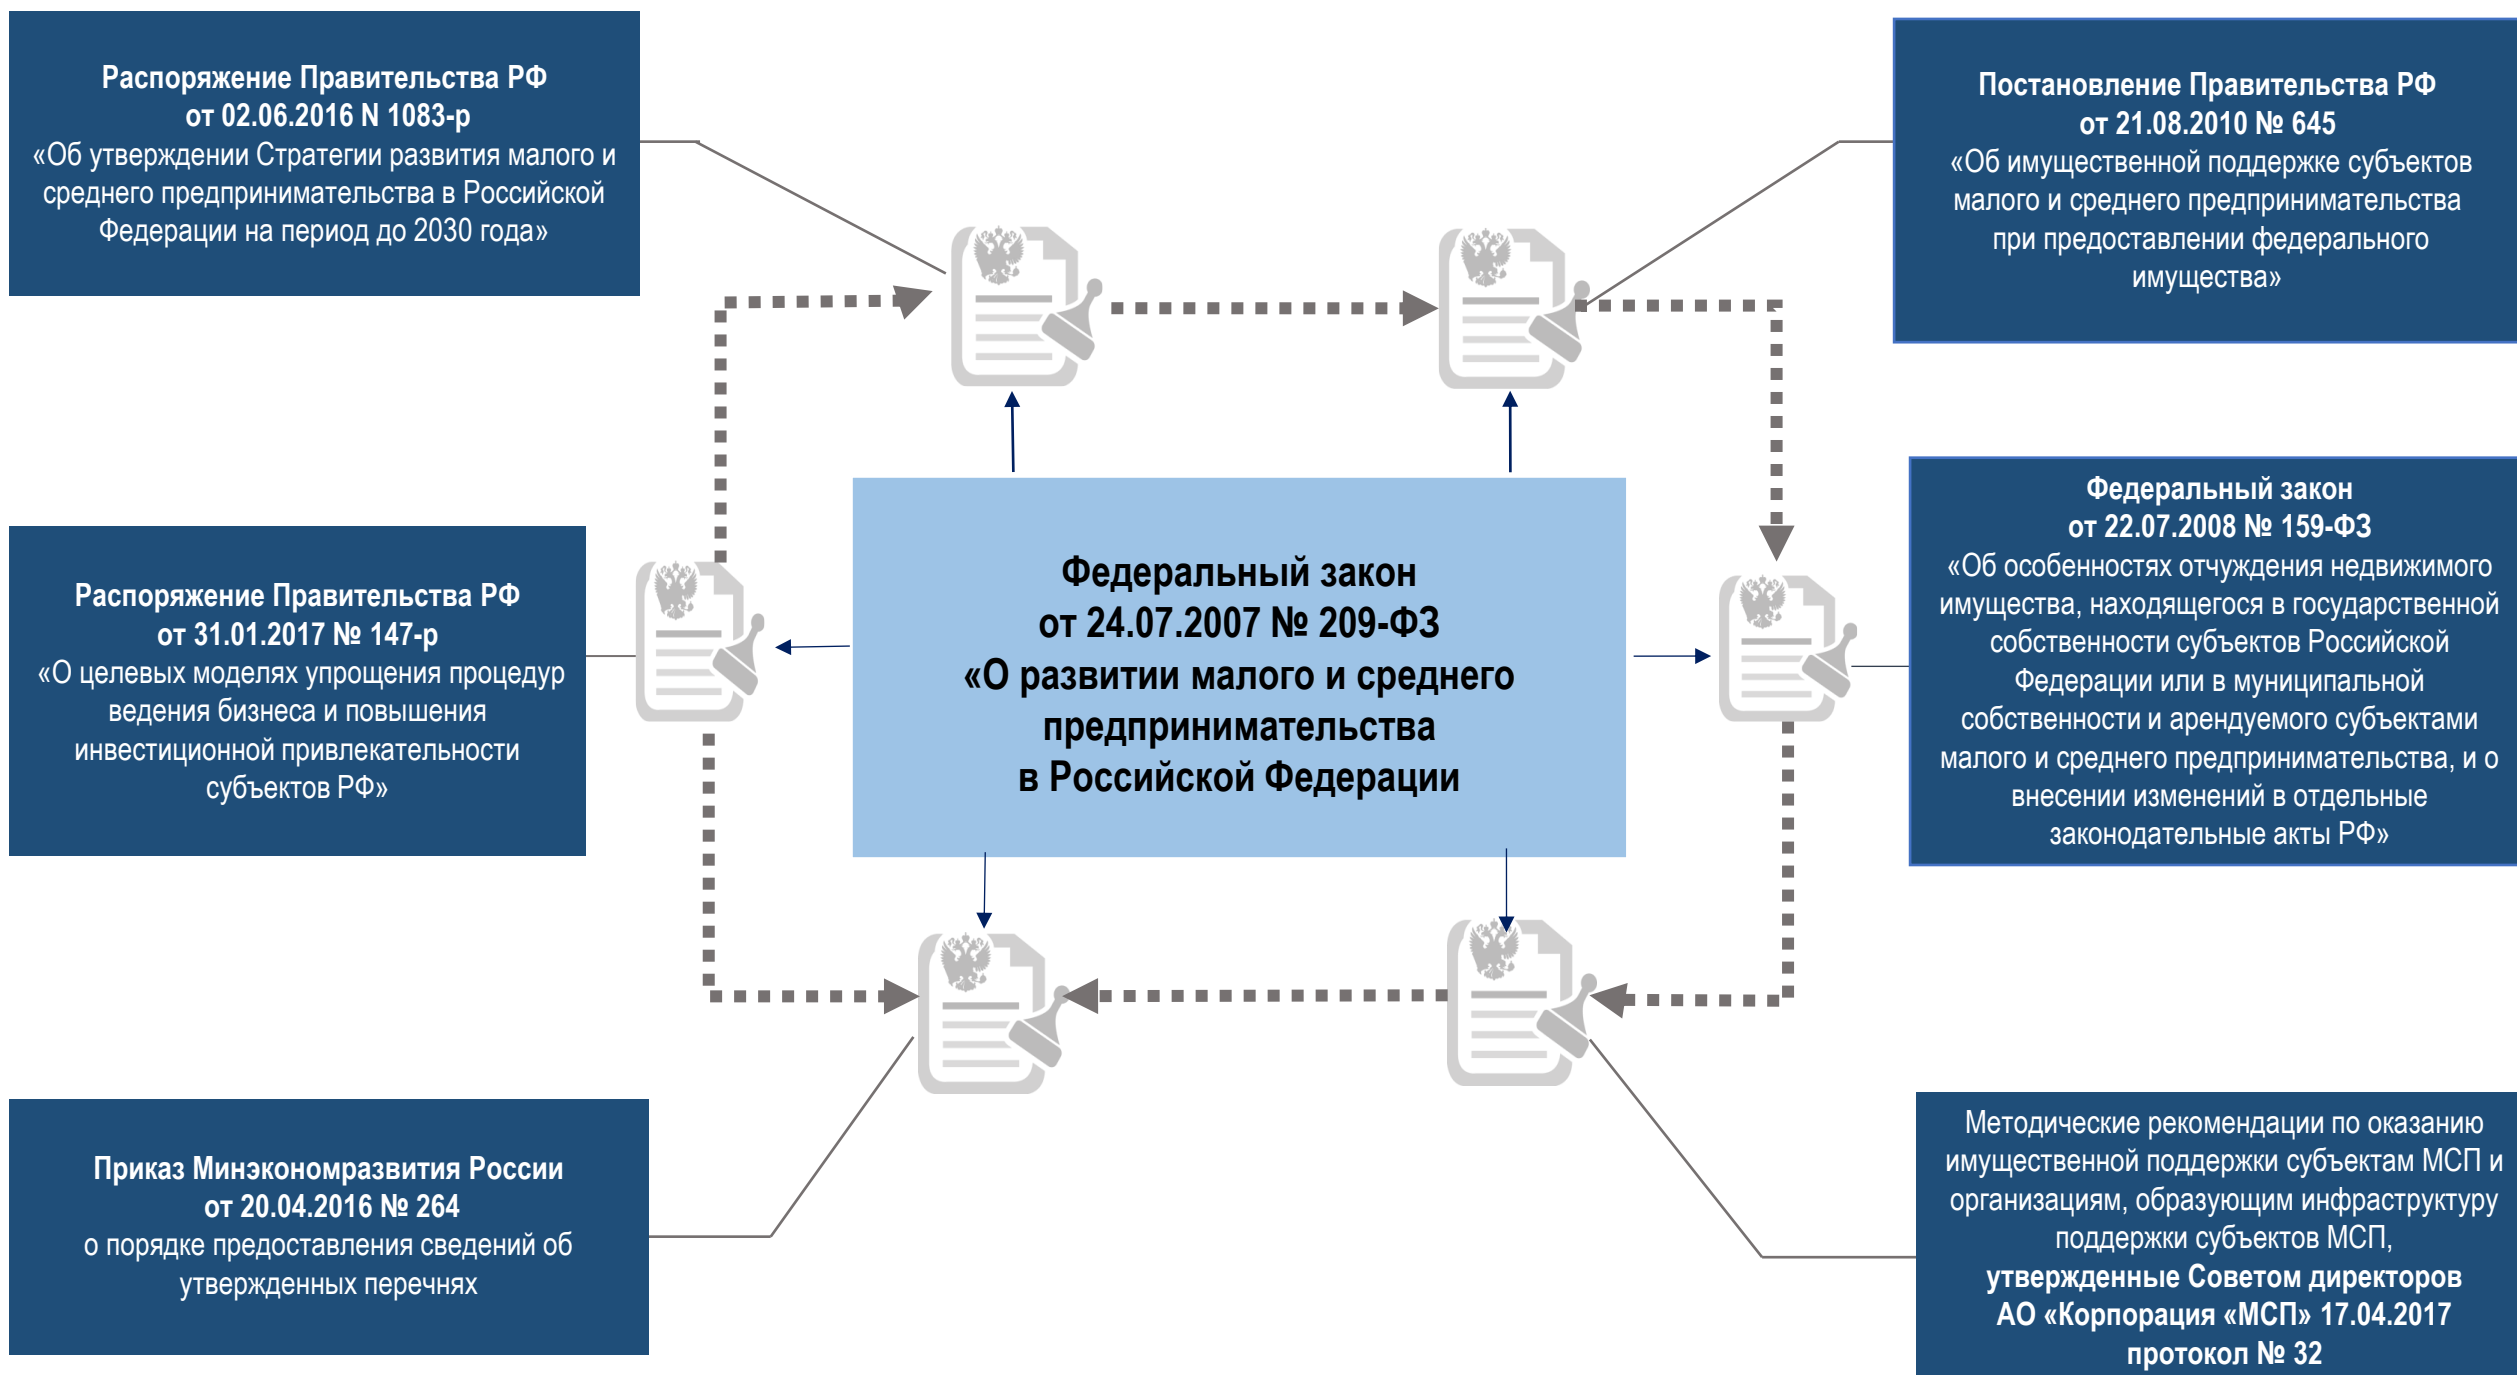 Распоряжение Правительства РФ
от 02.06.2016 N 1083-р
«Об утверждении Стратегии развития малого и
среднего предпринимательства в Российской
Федерации на период до 2030 года»
Постановление Правительства РФ
от 21.08.2010 № 645
«Об имущественной поддержке субъектов
малого и среднего предпринимательства
при предоставлении федерального
имущества»
Распоряжение Правительства РФ
от 31.01.2017 № 147-р
«О целевых моделях упрощения процедур
ведения бизнеса и повышения
инвестиционной привлекательности
субъектов РФ»
Федеральный закон
от 24.07.2007 № 209-ФЗ
«О развитии малого и среднего
предпринимательства
в Российской Федерации
Федеральный закон
от 22.07.2008 № 159-ФЗ
«Об особенностях отчуждения недвижимого
имущества, находящегося в государственной
собственности субъектов Российской
Федерации или в муниципальной
собственности и арендуемого субъектами
малого и среднего предпринимательства, и о
внесении изменений в отдельные
законодательные акты РФ»
Приказ Минэкономразвития России
от 20.04.2016 № 264
о порядке предоставления сведений об
утвержденных перечнях
Методические рекомендации по оказанию
имущественной поддержки субъектам МСП и
организациям, образующим инфраструктуру
поддержки субъектов МСП,
утвержденные Советом директоров
АО «Корпорация «МСП» 17.04.2017
протокол № 32